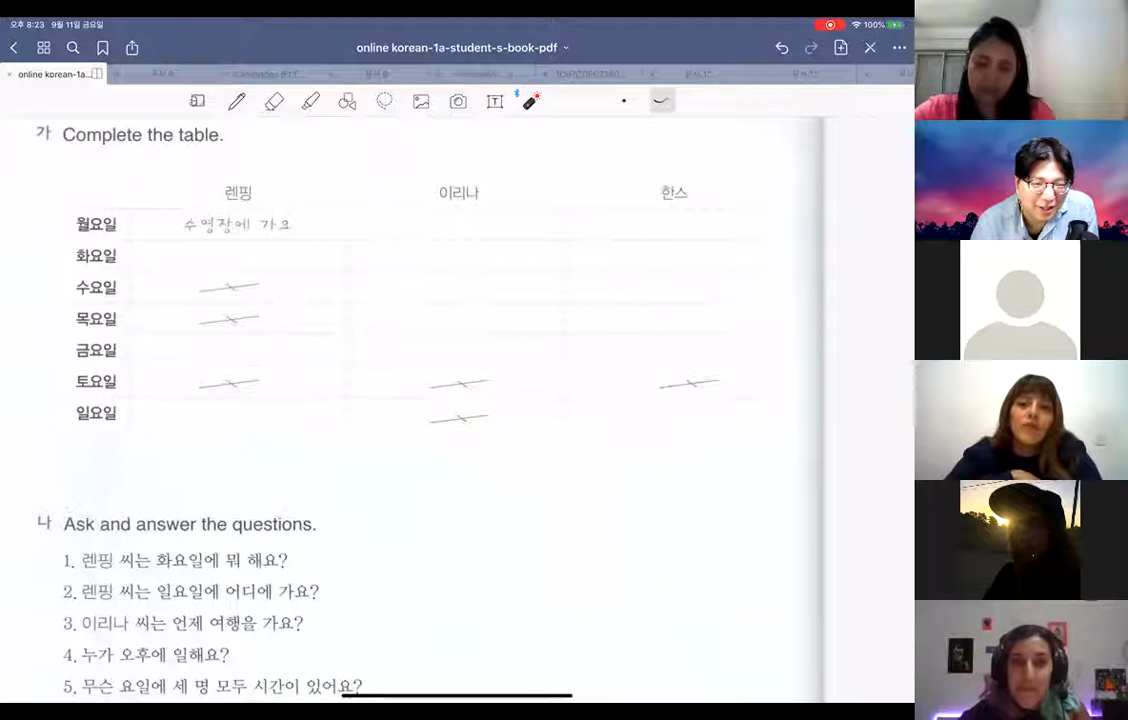 오후 8:23 9월 11일 금요일
100%
online korean-1a-student-s-book-pdf
online korean-1a...
가 Complete the table.
렌핑 이리나 한스
월요일 수영장에 가요
화요일
수요일
목요일
금요일
토요일
일요일
나 Ask and answer the questions.
1. 렌핑 씨는 화요일에 뭐 해요?
2. 렌핑 씨는 일요일에 어디에 가요?
3. 이리나 씨는 언제 여행을 가요?
4. 누가 오후에 일해요?
5. 무슨 요일에 세 명 모두 시간이 있어요?